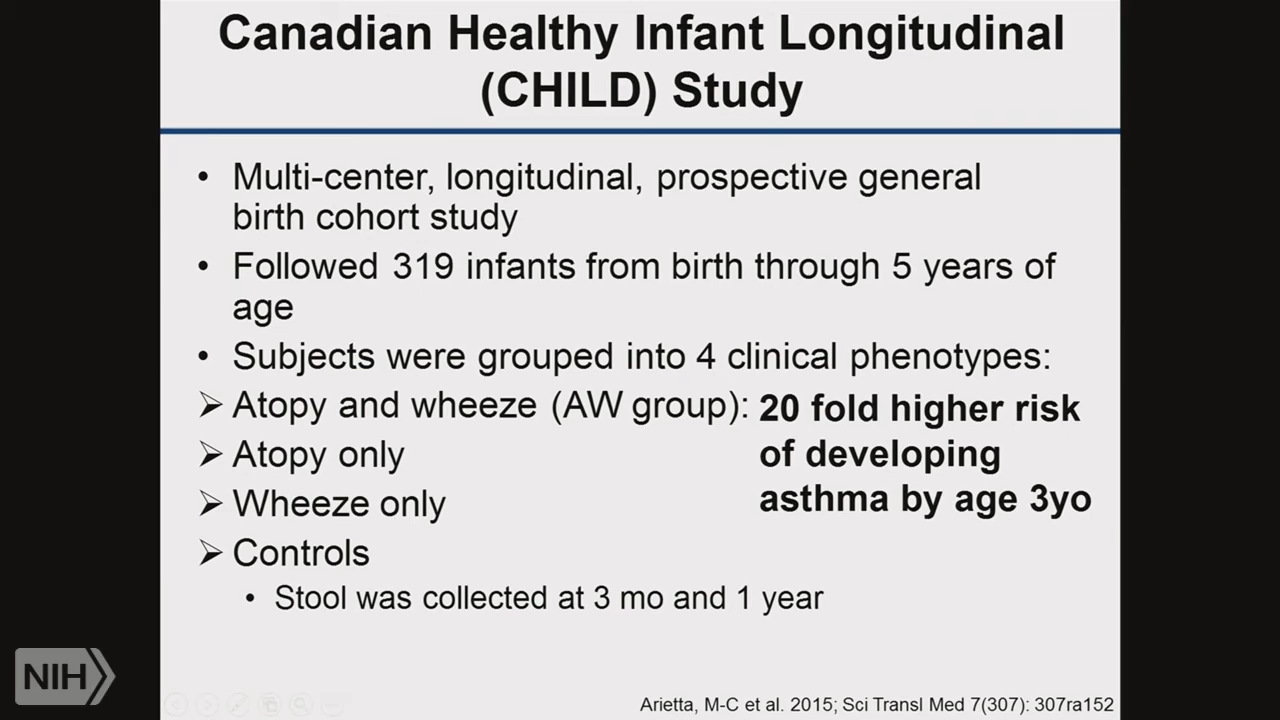 Canadian Healthy Infant Longitudinal
(CHILD) Study
• Multi-center, longitudinal, prospective general
birth cohort study
• Followed 319 infants from birth through 5 years of
age
• Subjects were grouped into 4 clinical phenotypes:
➢ Atopy and wheeze (AW group): 20 fold higher risk
➢ Atopy only of developing
➢ Wheeze only asthma by age 3yo
➢ Controls
• Stool was collected at 3 mo and 1 year
NIH
Arietta, M-C et al. 2015; Sci Transl Med 7(307): 307ra152